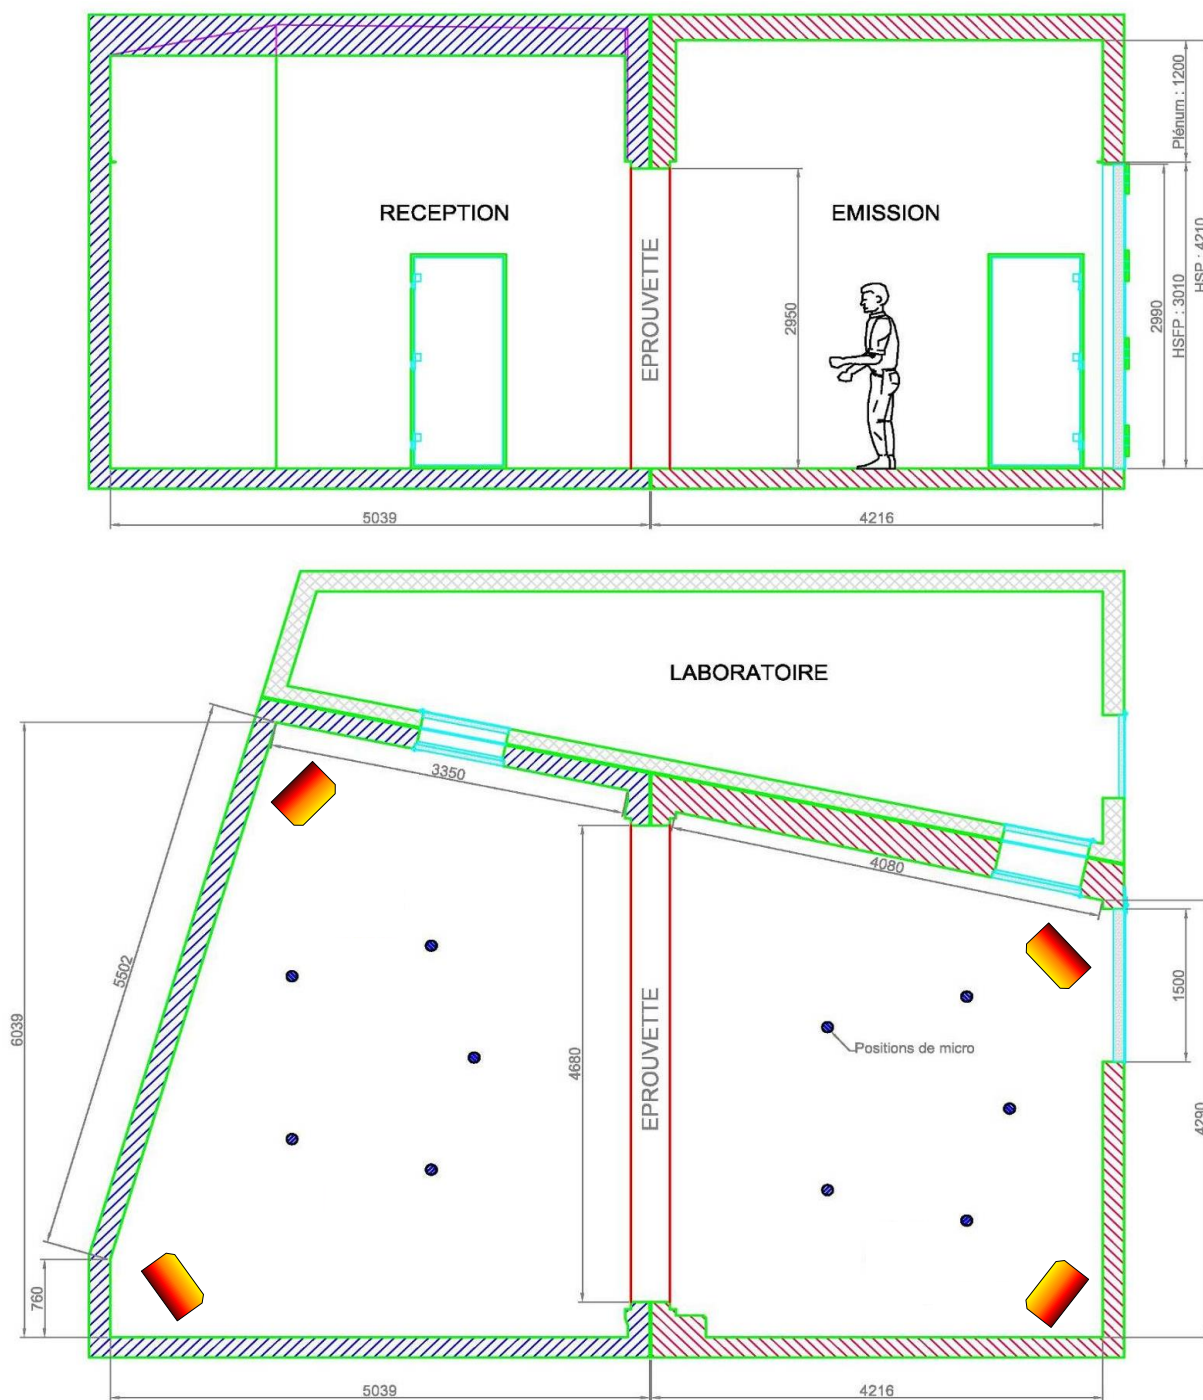 Plénum : 1200
RECEPTION
EMISSION
EPROUVETTE
2950
2990
HSFP : 3010
HSP : 4210
5039
4216
LABORATOIRE
3350
4080
5502
6039
4680
EPROUVETTE
Positions de micro
1500
4290
760
5039
4216